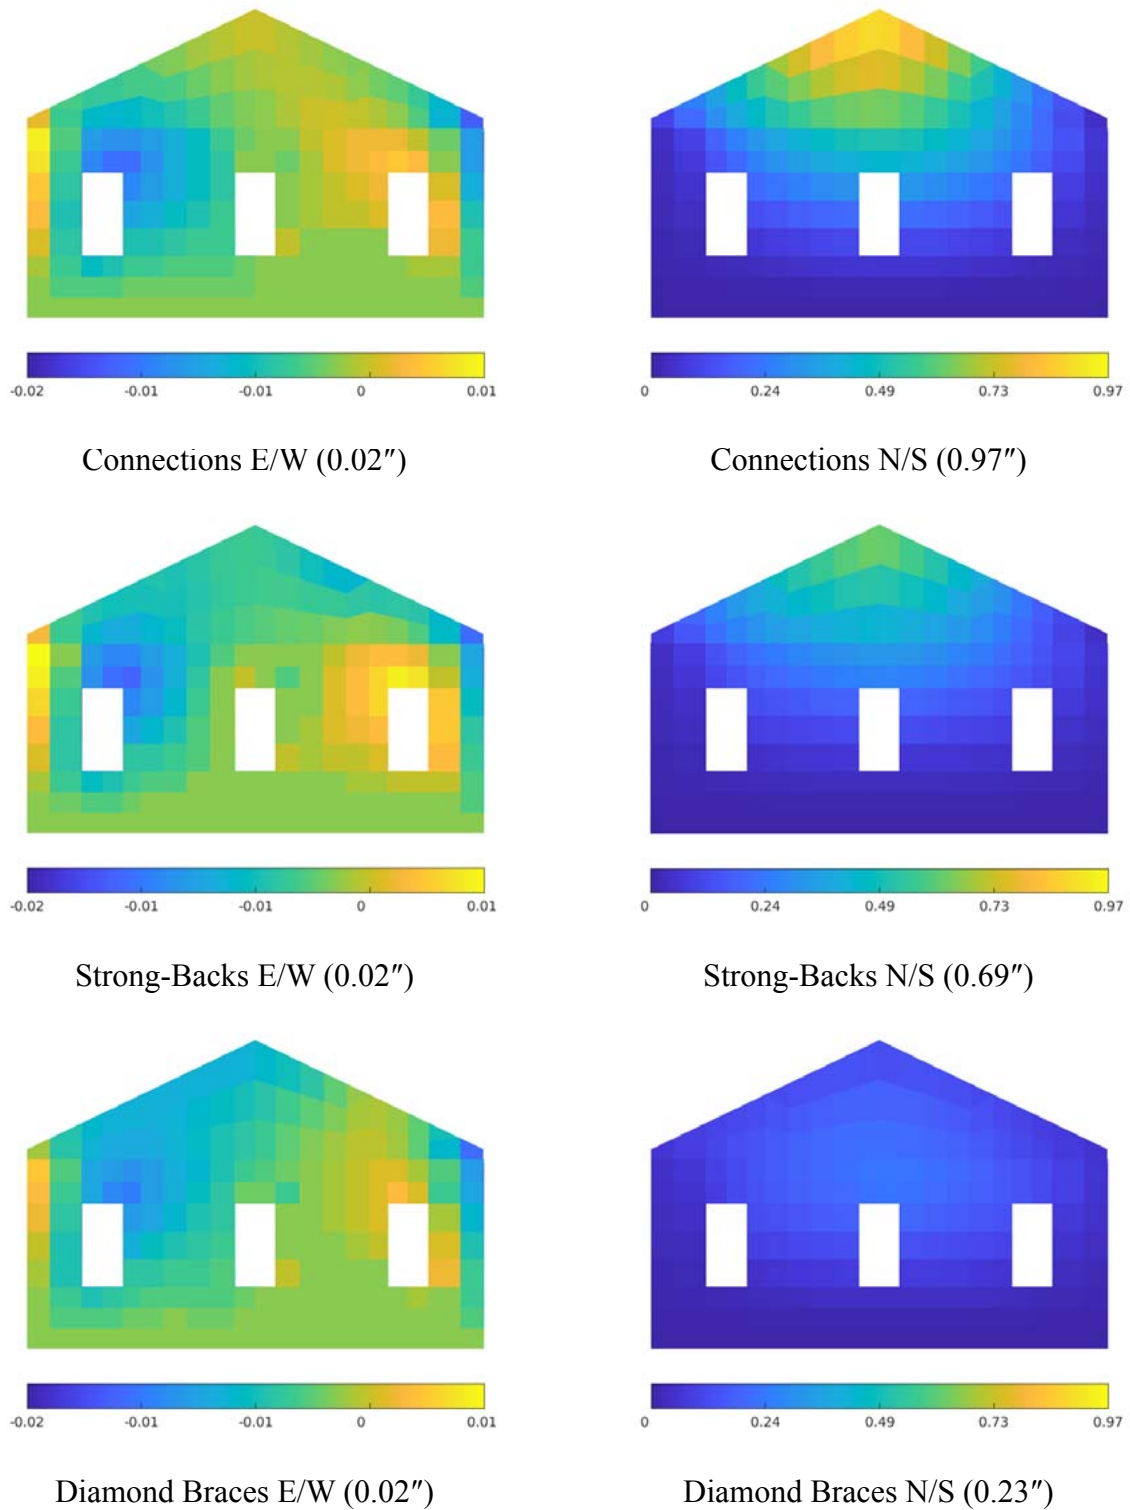 -0.02 -0.01 -0.01 0 0.01
0 0.24 0.49 0.73 0.97
Connections E/W (0.02″)
Connections N/S (0.97″)
-0.02 -0.01 -0.01 0 0.01
0 0.24 0.49 0.73 0.97
Strong-Backs E/W (0.02″)
Strong-Backs N/S (0.69″)
-0.02 -0.01 -0.01 0 0.01
0 0.24 0.49 0.73 0.97
Diamond Braces E/W (0.02″)
Diamond Braces N/S (0.23″)